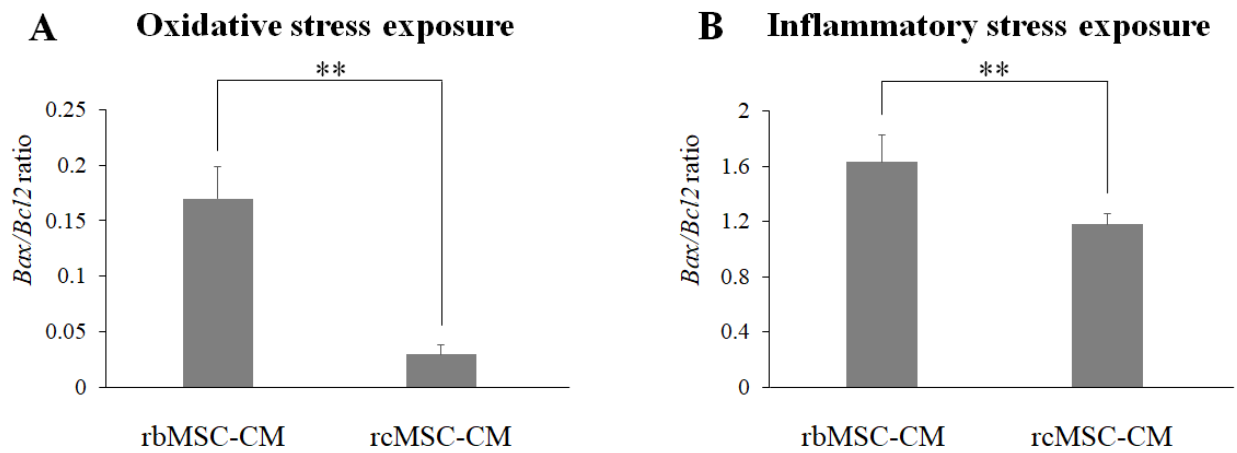 A Oxidative stress exposure
**
Bax/Bcl2 ratio
0.25
0.2
0.15
0.1
0.05
0
rbMSC-CM rcMSC-CM
B Inflammatory stress exposure
**
Bax/Bcl2 ratio
2
1.6
1.2
0.8
0.4
0
rbMSC-CM rcMSC-CM